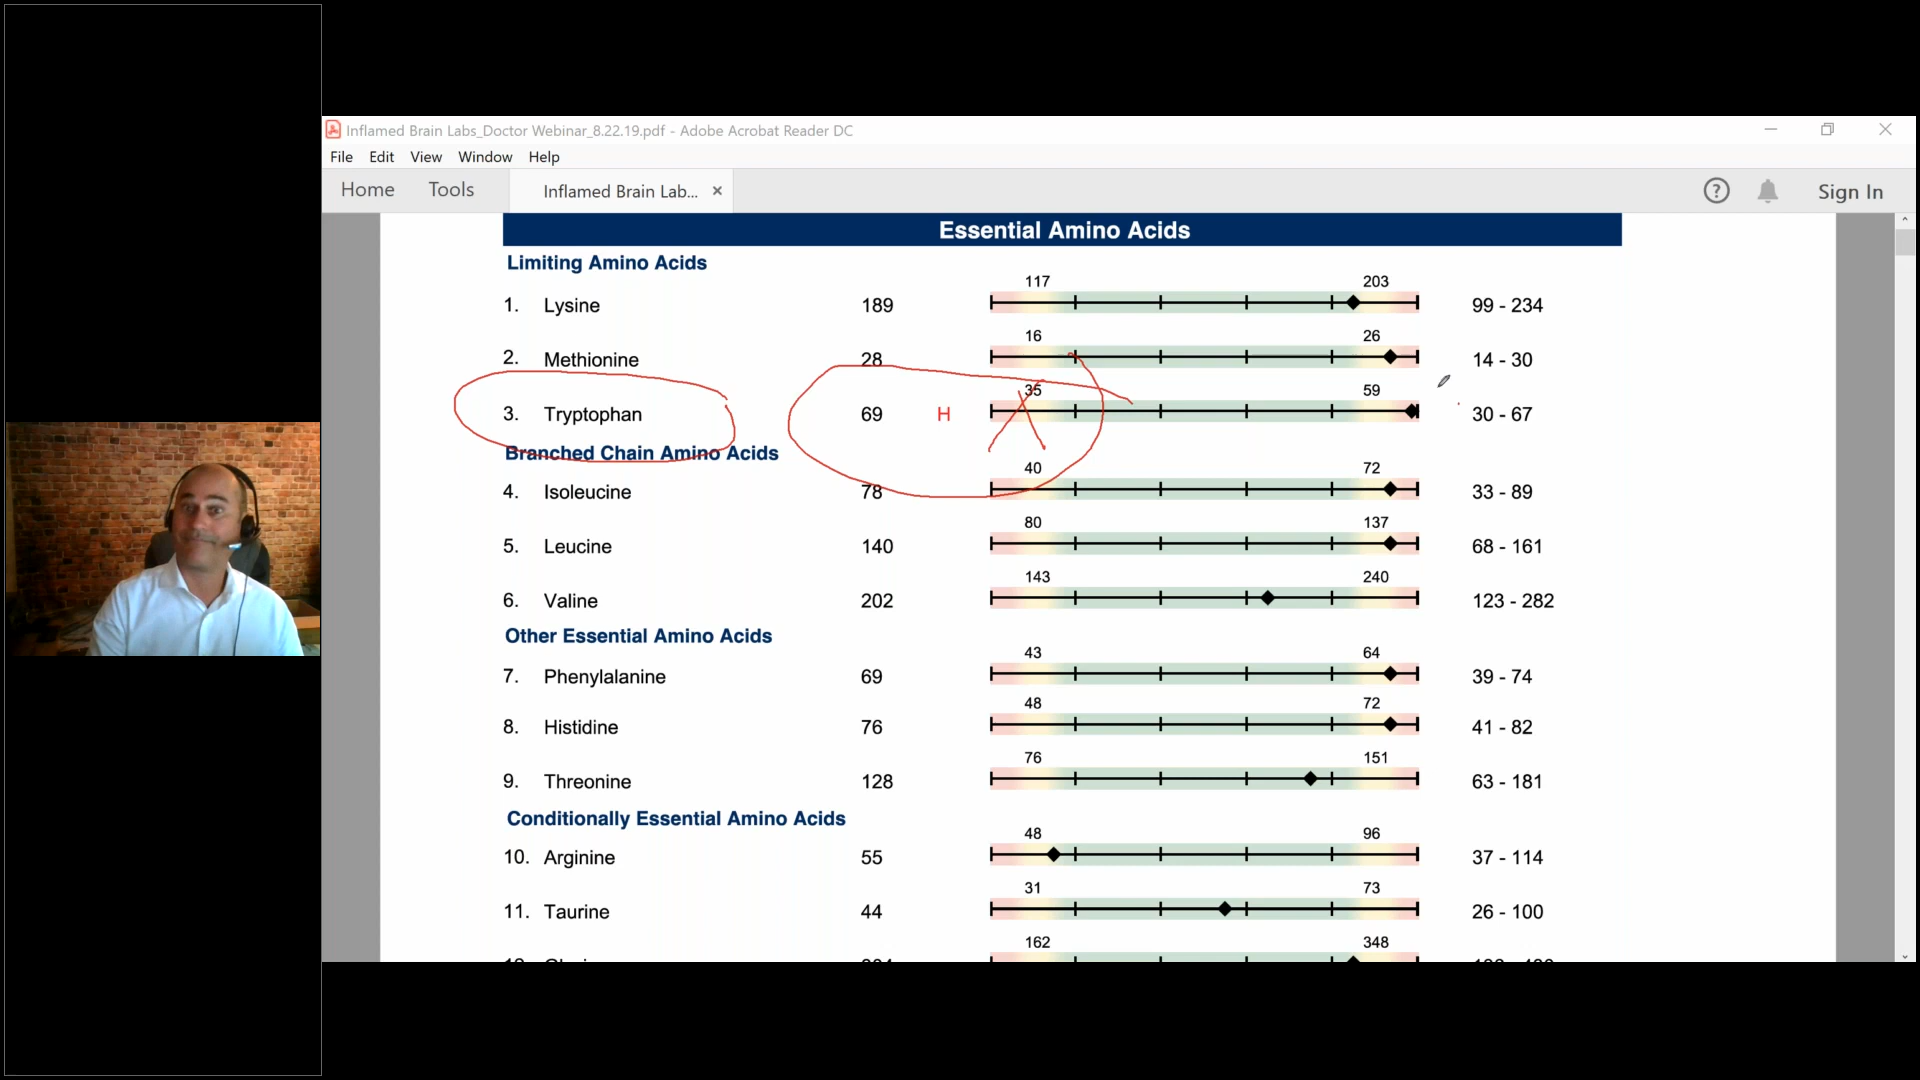 Inflamed Brain Labs_Doctor Webinar_8.22.19.pdf - Adobe Acrobat Reader DC
File Edit View Window Help
Home Tools Inflamed Brain Lab... × ? Sign In
Essential Amino Acids
Limiting Amino Acids
117 203
1. Lysine 189 99 - 234
16 26
2. Methionine 28 14 - 30
35 59
3. Tryptophan 69 H 30 - 67
Branched Chain Amino Acids
40 72
4. Isoleucine 78 33 - 89
80 137
5. Leucine 140 68 - 161
143 240
6. Valine 202 123 - 282
Other Essential Amino Acids
43 64
7. Phenylalanine 69 39 - 74
48 72
8. Histidine 76 41 - 82
76 151
9. Threonine 128 63 - 181
Conditionally Essential Amino Acids
48 96
10. Arginine 55 37 - 114
31 73
11. Taurine 44 26 - 100
162 348